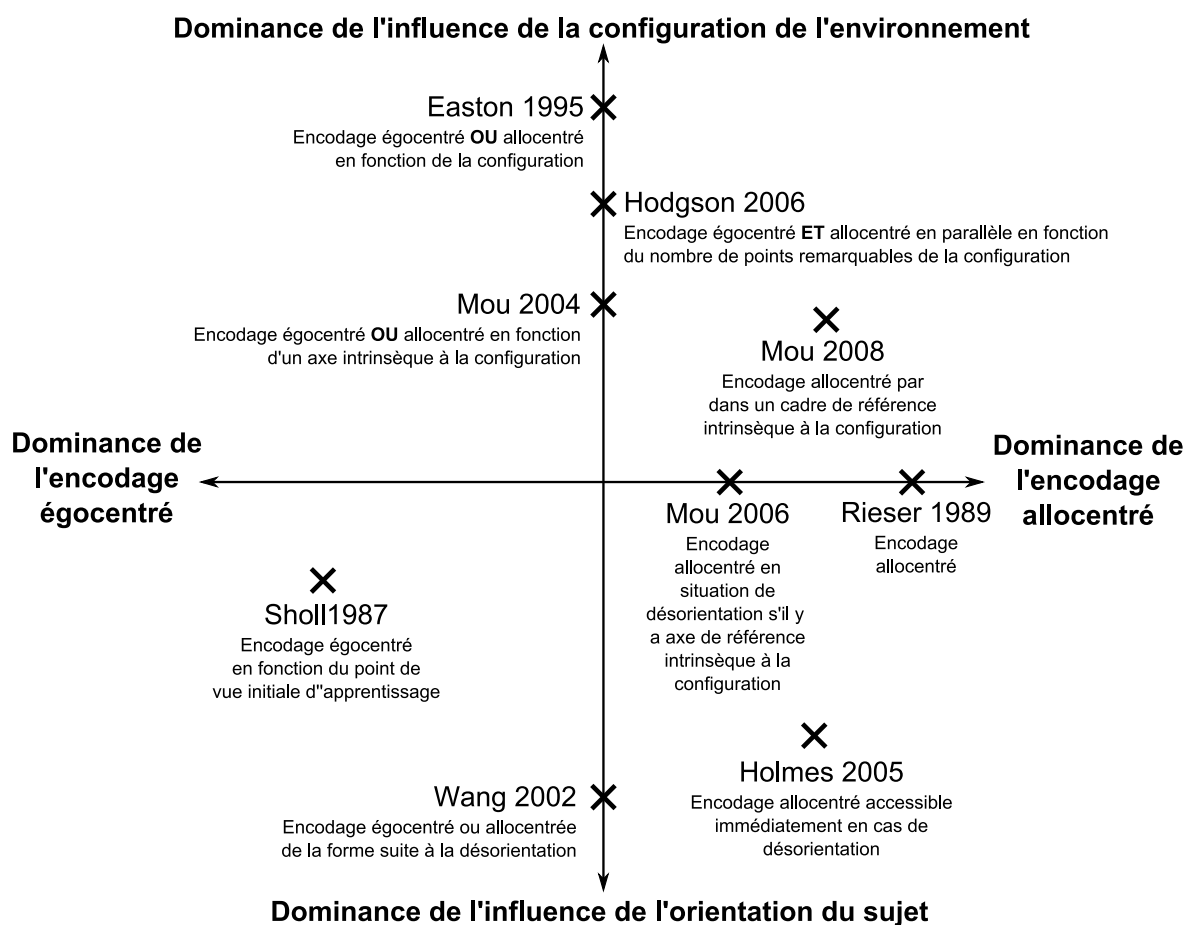 Dominance de l'influence de la configuration de l'environnement
Easton 1995
Encodage égocentré OU allocentré
en fonction de la configuration
Hodgson 2006
Encodage égocentré ET allocentré en parallèle en fonction
du nombre de points remarquables de la configuration
Mou 2004
Encodage égocentré OU allocentré en fonction
d'un axe intrinsèque à la configuration
Mou 2008
Encodage allocentré par
dans un cadre de référence
intrinsèque à la configuration
Dominance de
l'encodage
égocentré
Dominance de
l'encodage
allocentré
Mou 2006
Encodage
allocentré en
situation de
désorientation s'il y
a axe de référence
intrinsèque à la
configuration
Rieser 1989
Encodage
allocentré
Sholl1987
Encodage égocentré
en fonction du point de
vue initiale d''apprentissage
Holmes 2005
Encodage allocentré accessible
immédiatement en cas de
désorientation
Wang 2002
Encodage égocentré ou allocentrée
de la forme suite à la désorientation
Dominance de l'influence de l'orientation du sujet